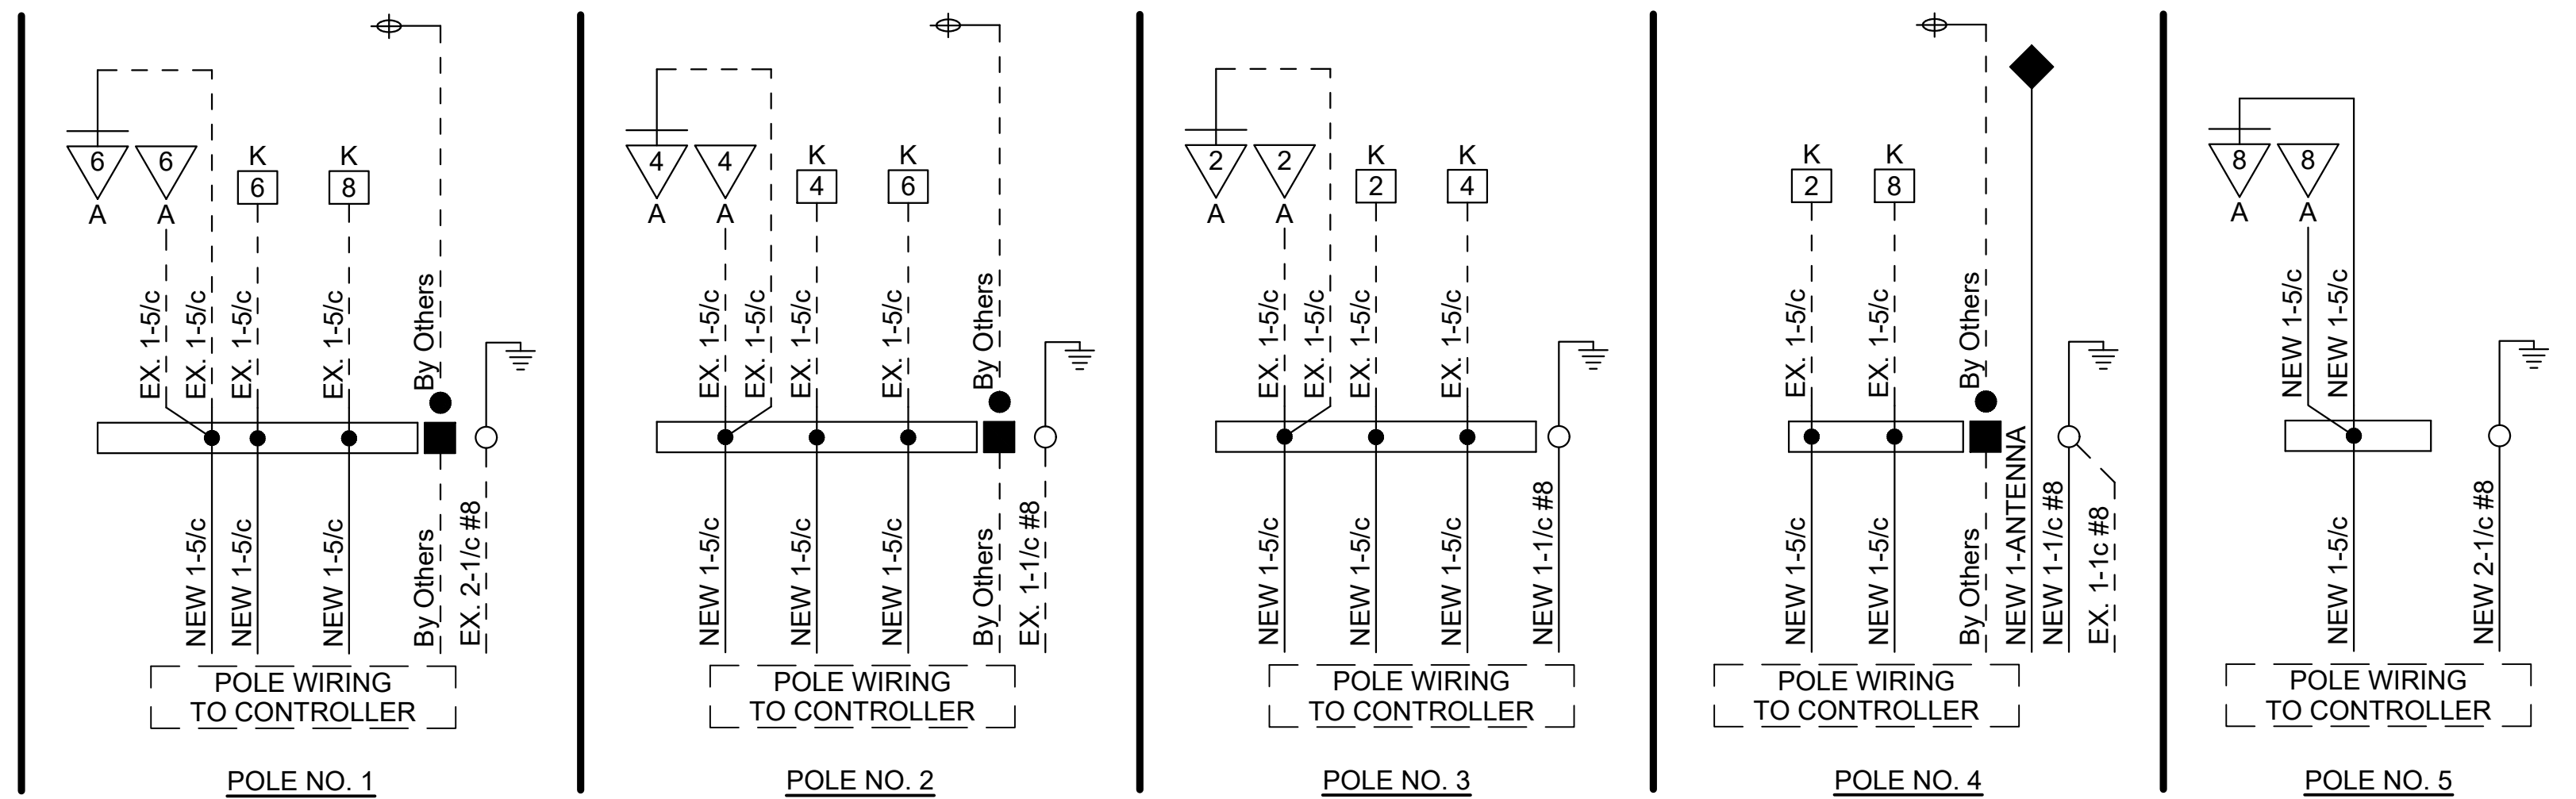 6
6
A
A
K
6
K
8
EX. 1-5/c
EX. 1-5/c
EX. 1-5/c
EX. 1-5/c
By Others
NEW 1-5/c
NEW 1-5/c
NEW 1-5/c
By Others
EX. 2-1/c #8
POLE WIRING
TO CONTROLLER
POLE NO. 1
4
4
A
A
K
4
K
6
EX. 1-5/c
EX. 1-5/c
EX. 1-5/c
EX. 1-5/c
By Others
NEW 1-5/c
NEW 1-5/c
NEW 1-5/c
By Others
EX. 1-1/c #8
POLE WIRING
TO CONTROLLER
POLE NO. 2
2
2
A
A
K
2
K
4
EX. 1-5/c
EX. 1-5/c
EX. 1-5/c
EX. 1-5/c
NEW 1-5/c
NEW 1-5/c
NEW 1-5/c
NEW 1-1/c #8
POLE WIRING
TO CONTROLLER
POLE NO. 3
K
2
K
8
EX. 1-5/c
EX. 1-5/c
By Others
NEW 1-5/c
NEW 1-5/c
By Others
NEW 1-ANTENNA
NEW 1-1/c #8
EX. 1-1c #8
POLE WIRING
TO CONTROLLER
POLE NO. 4
8
8
A
A
NEW 1-5/c
NEW 1-5/c
NEW 1-5/c
NEW 2-1/c #8
POLE WIRING
TO CONTROLLER
POLE NO. 5